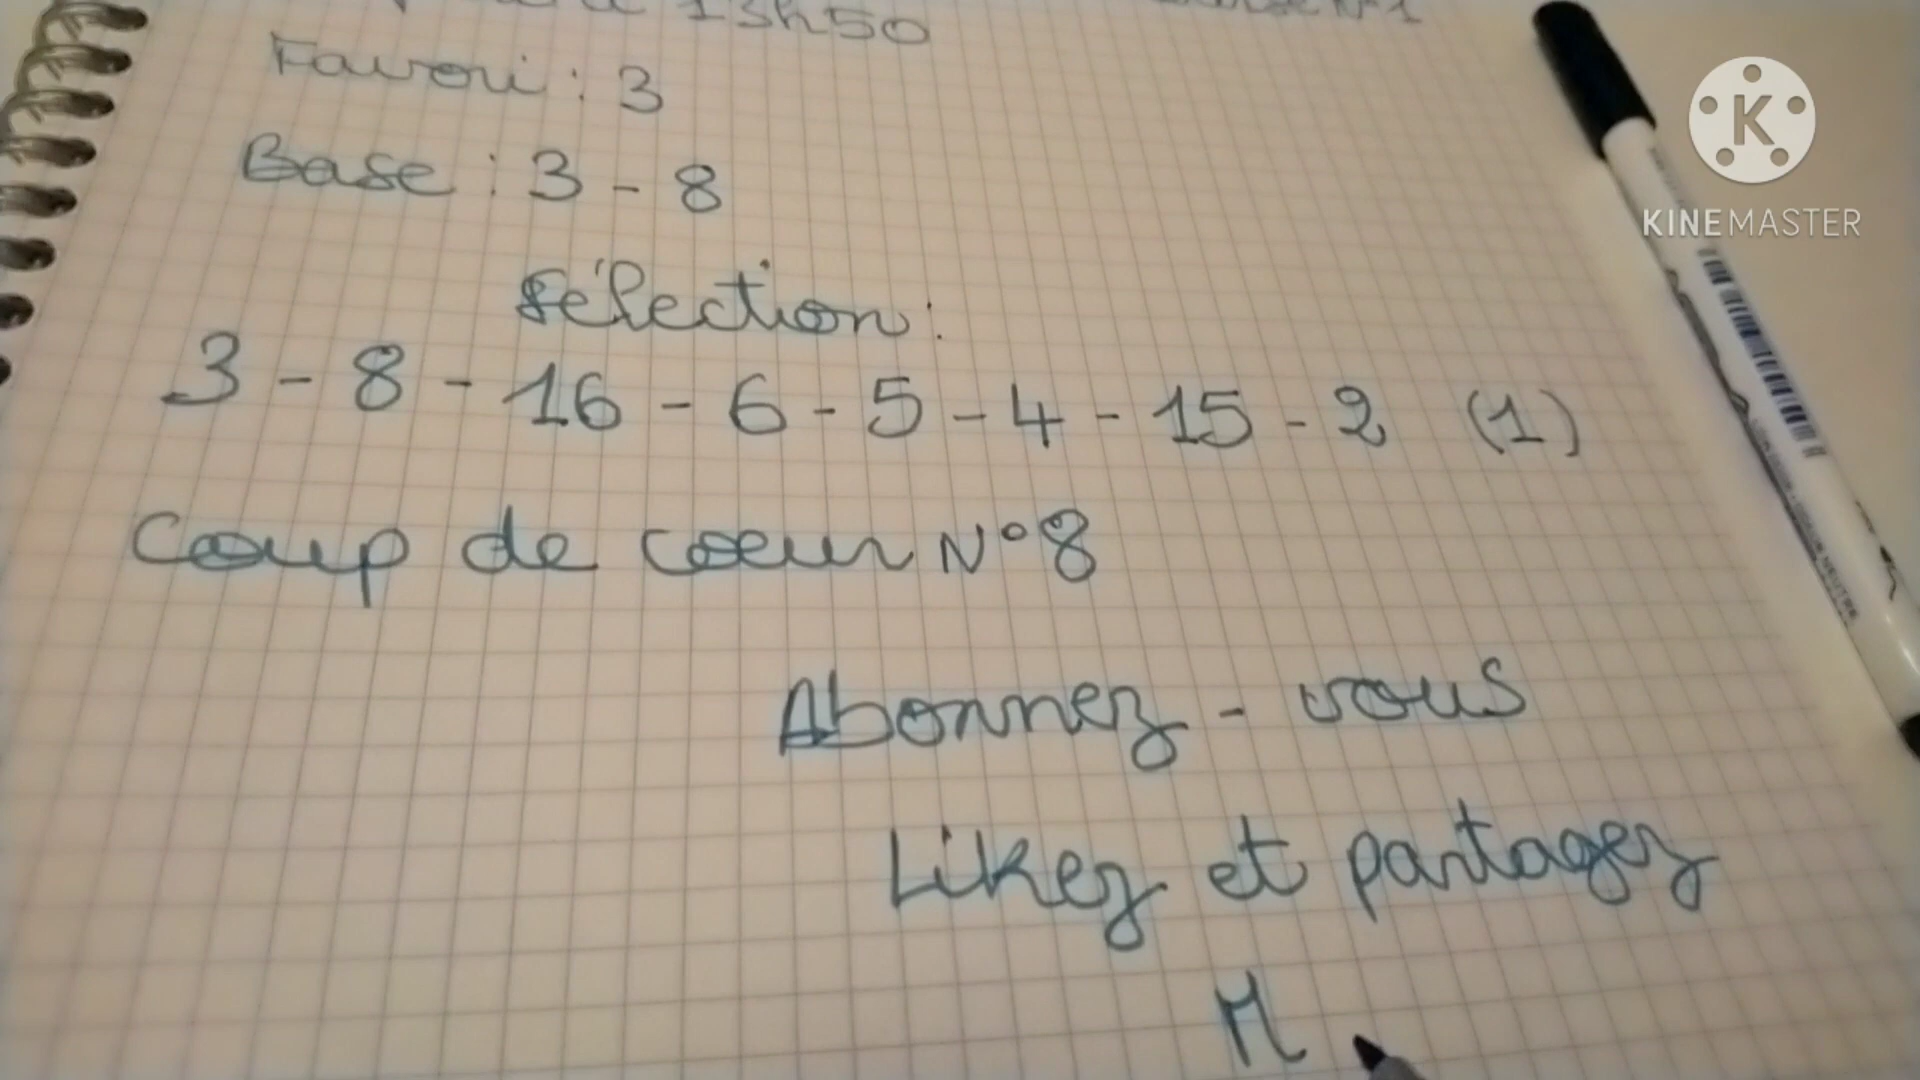 13h50
Favori : 3
Base : 3 - 8
Sélection :
3 - 8 - 16 - 6 - 5 - 4 - 15 - 2 (1)
Coup de coeur N°8
Abonnez - vous
Likez et partagez
M
KINEMASTER